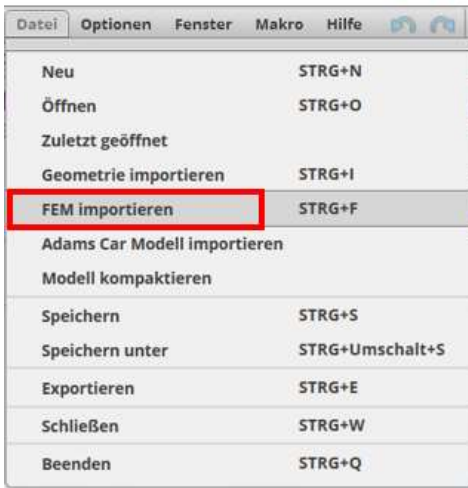 Datei Optionen Fenster Makro Hilfe
Neu STRG+N
Öffnen STRG+O
Zuletzt geöffnet
Geometrie importieren STRG+I
FEM importieren STRG+F
Adams Car Modell importieren
Modell kompaktieren
Speichern STRG+S
Speichern unter STRG+Umschalt+S
Exportieren STRG+E
Schließen STRG+W
Beenden STRG+Q